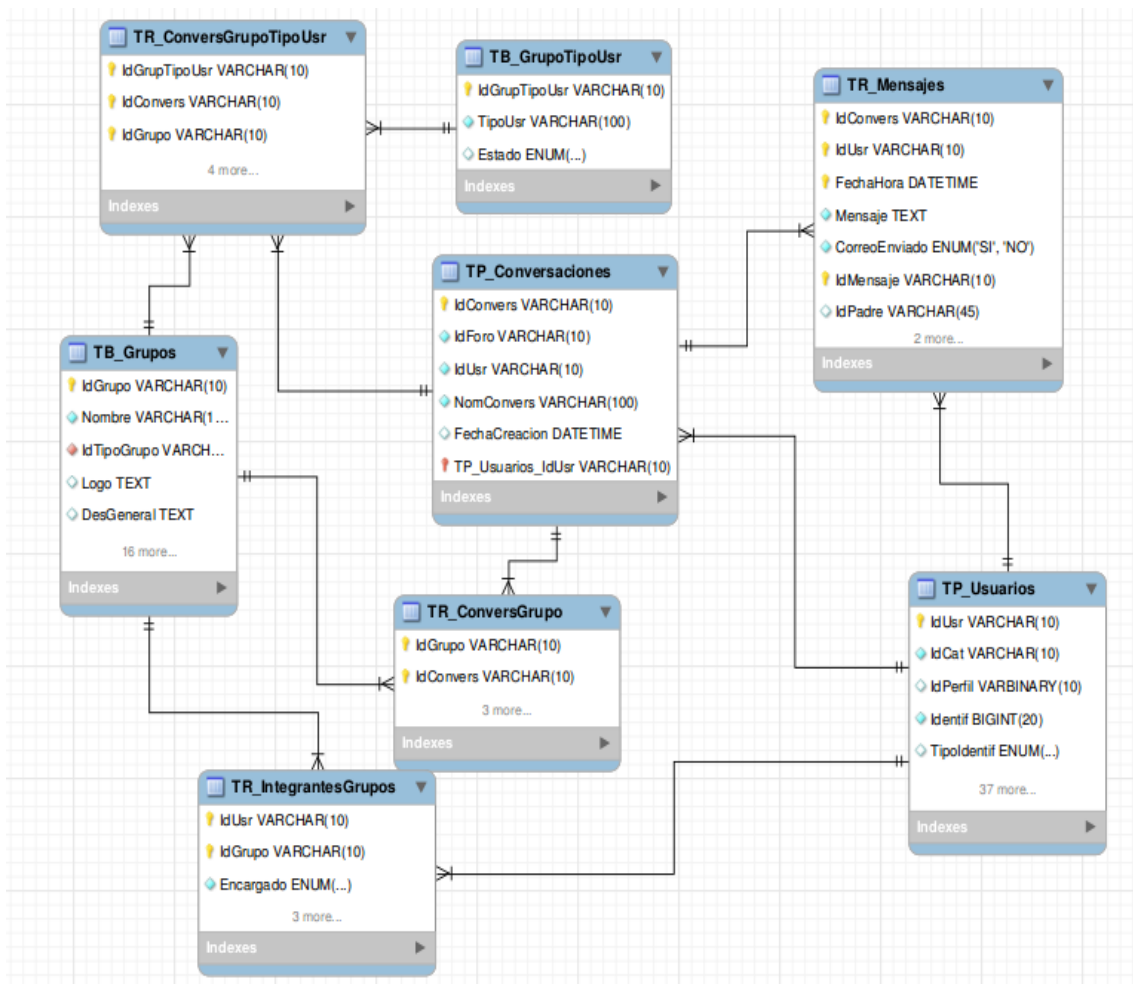 TR_ConversGrupoTipoUsr
IdGrupTipoUsr VARCHAR(10)
IdConvers VARCHAR(10)
IdGrupo VARCHAR(10)
4 more...
Indexes
TB_GrupoTipoUsr
IdGrupTipoUsr VARCHAR(10)
TipoUsr VARCHAR(100)
Estado ENUM(...)
Indexes
TR_Mensajes
IdConvers VARCHAR(10)
IdUsr VARCHAR(10)
FechaHora DATETIME
Mensaje TEXT
CorreoEnviado ENUM('SI', 'NO')
IdMensaje VARCHAR(10)
IdPadre VARCHAR(45)
2 more...
Indexes
TP_Conversaciones
IdConvers VARCHAR(10)
IdForo VARCHAR(10)
IdUsr VARCHAR(10)
NomConvers VARCHAR(100)
FechaCreacion DATETIME
TP_Usuarios_IdUsr VARCHAR(10)
Indexes
TB_Grupos
IdGrupo VARCHAR(10)
Nombre VARCHAR(1...
IdTipoGrupo VARCH...
Logo TEXT
DesGeneral TEXT
16 more...
Indexes
TR_ConversGrupo
IdGrupo VARCHAR(10)
IdConvers VARCHAR(10)
3 more...
Indexes
TP_Usuarios
IdUsr VARCHAR(10)
IdCat VARCHAR(10)
IdPerfil VARBINARY(10)
Identif BIGINT(20)
TipoIdentif ENUM(...)
37 more...
Indexes
TR_IntegrantesGrupos
IdUsr VARCHAR(10)
IdGrupo VARCHAR(10)
Encargado ENUM(...)
3 more...
Indexes